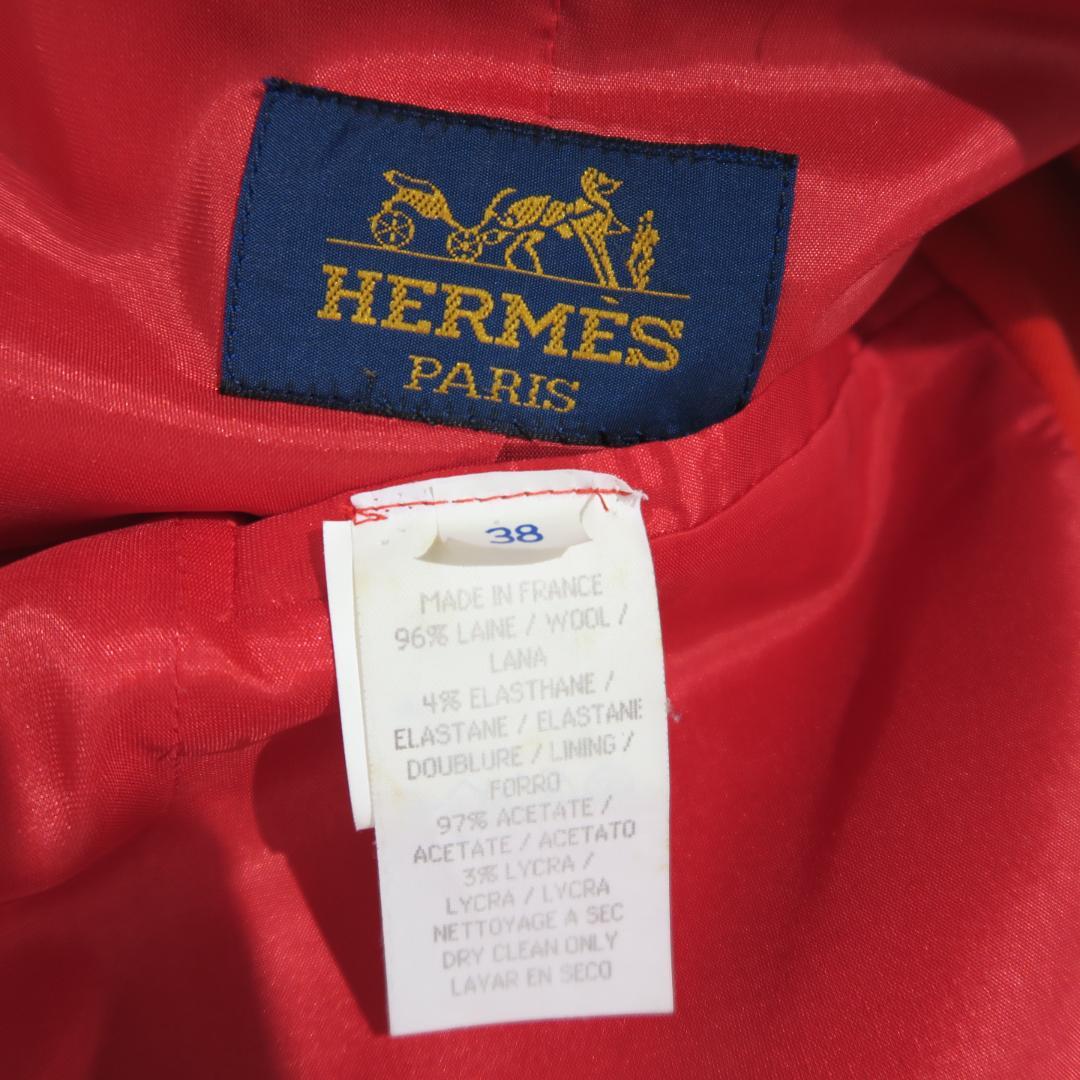 HERMÈS
PARIS
38
MADE IN FRANCE
96% LAINE / WOOL /
LANA
4% ELASTHANE /
ELASTANE / ELASTANE
DOUBLURE / LINING /
FORRO
97% ACETATE /
ACETATE / ACETATO
3% LYCRA /
LYCRA / LYCRA
NETTOYAGE A SEC
DRY CLEAN ONLY
LAVAR EN SECO